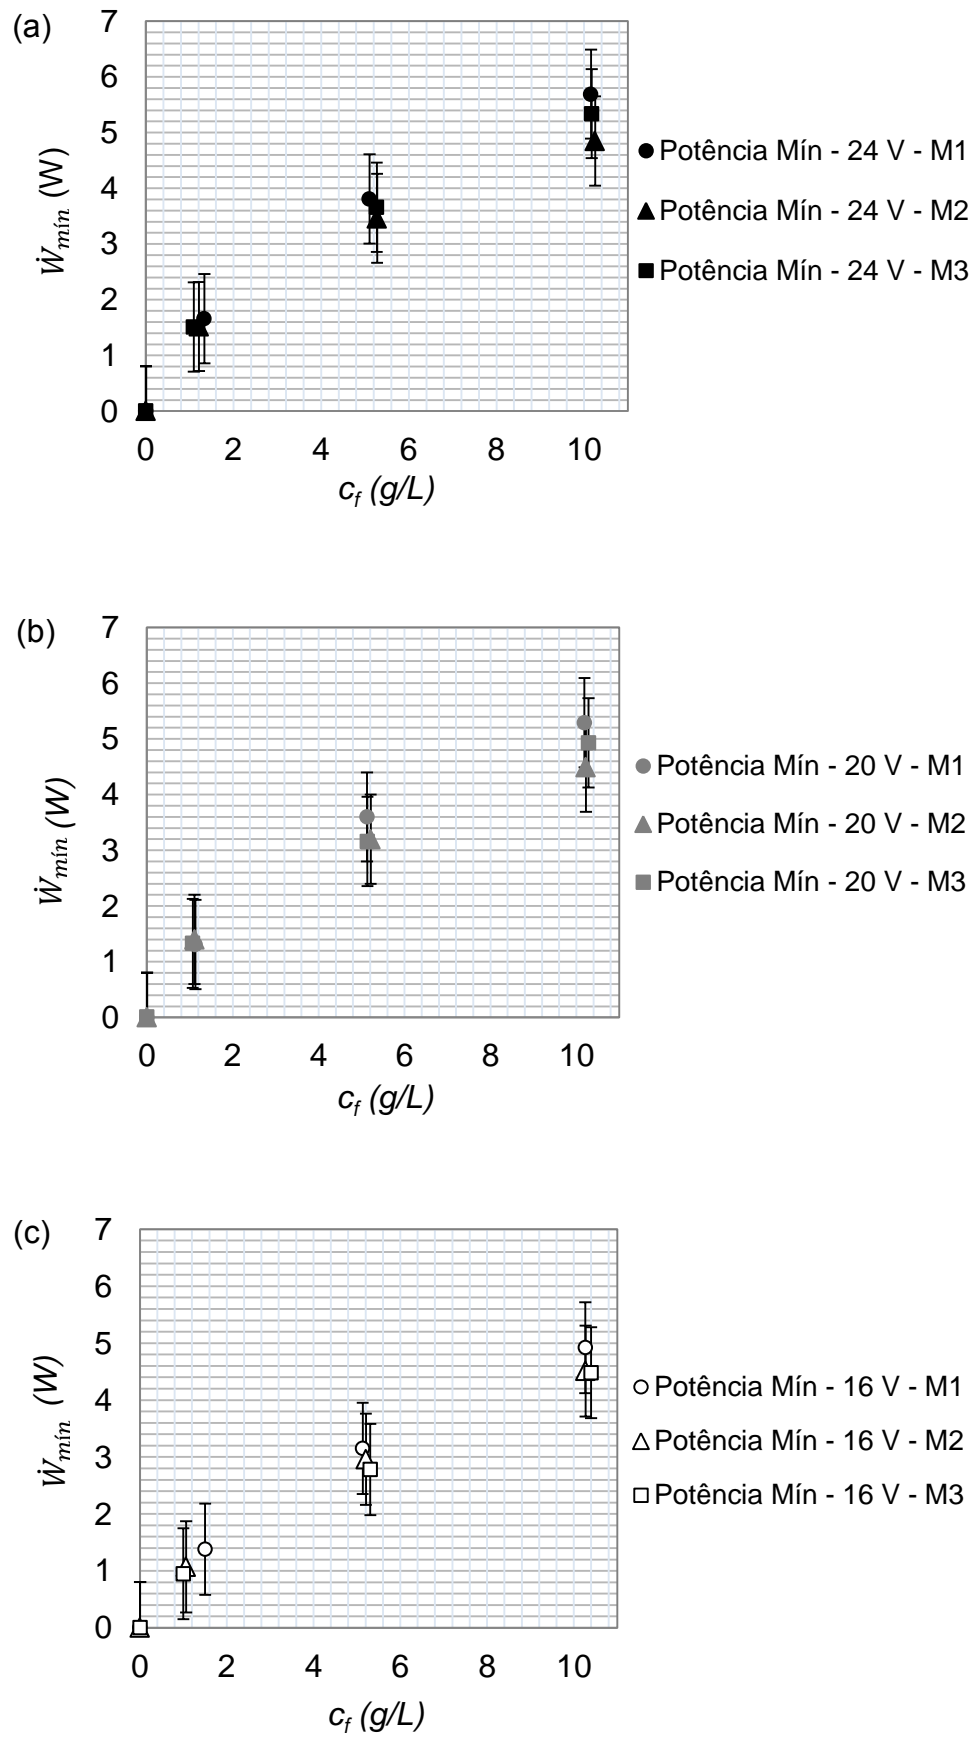 (a)
7
6
5
4
3
2
1
0
Ẇmín (W)
0 2 4 6 8 10
cf (g/L)
Potência Mín - 24 V - M1
Potência Mín - 24 V - M2
Potência Mín - 24 V - M3
(b)
7
6
5
4
3
2
1
0
Ẇmín (W)
0 2 4 6 8 10
cf (g/L)
Potência Mín - 20 V - M1
Potência Mín - 20 V - M2
Potência Mín - 20 V - M3
(c)
7
6
5
4
3
2
1
0
Ẇmín (W)
0 2 4 6 8 10
cf (g/L)
Potência Mín - 16 V - M1
Potência Mín - 16 V - M2
Potência Mín - 16 V - M3